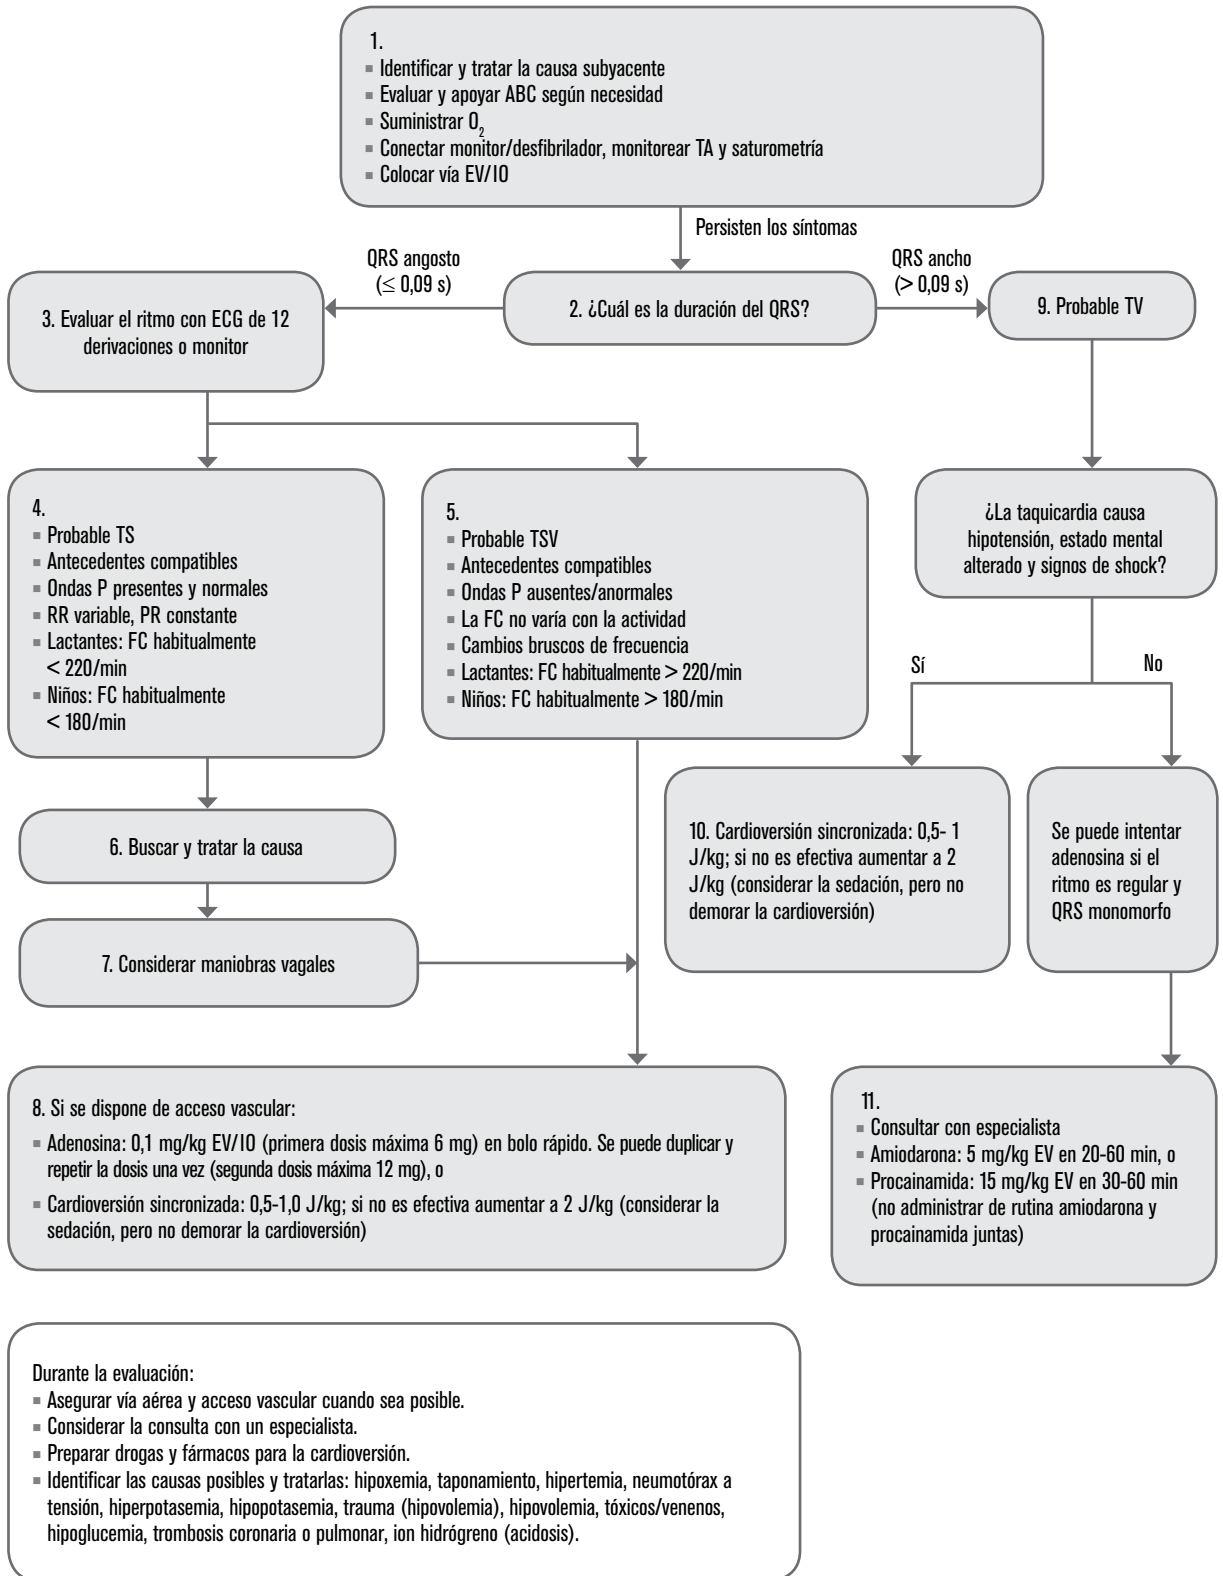 1.
▪ Identificar y tratar la causa subyacente
▪ Evaluar y apoyar ABC según necesidad
▪ Suministrar O₂
▪ Conectar monitor/desfibrilador, monitorear TA y saturometría
▪ Colocar vía EV/IO
Persisten los síntomas
QRS angosto
(≤ 0,09 s)
QRS ancho
(> 0,09 s)
3. Evaluar el ritmo con ECG de 12
derivaciones o monitor
2. ¿Cuál es la duración del QRS?
9. Probable TV
4.
▪ Probable TS
▪ Antecedentes compatibles
▪ Ondas P presentes y normales
▪ RR variable, PR constante
▪ Lactantes: FC habitualmente
< 220/min
▪ Niños: FC habitualmente
< 180/min
5.
▪ Probable TSV
▪ Antecedentes compatibles
▪ Ondas P ausentes/anormales
▪ La FC no varía con la actividad
▪ Cambios bruscos de frecuencia
▪ Lactantes: FC habitualmente > 220/min
▪ Niños: FC habitualmente > 180/min
¿La taquicardia causa
hipotensión, estado mental
alterado y signos de shock?
Sí
No
6. Buscar y tratar la causa
7. Considerar maniobras vagales
10. Cardioversión sincronizada: 0,5- 1
J/kg; si no es efectiva aumentar a 2
J/kg (considerar la sedación, pero no
demorar la cardioversión)
Se puede intentar
adenosina si el
ritmo es regular y
QRS monomorfo
8. Si se dispone de acceso vascular:
▪ Adenosina: 0,1 mg/kg EV/IO (primera dosis máxima 6 mg) en bolo rápido. Se puede duplicar y
repetir la dosis una vez (segunda dosis máxima 12 mg), o
▪ Cardioversión sincronizada: 0,5-1,0 J/kg; si no es efectiva aumentar a 2 J/kg (considerar la
sedación, pero no demorar la cardioversión)
11.
▪ Consultar con especialista
▪ Amiodarona: 5 mg/kg EV en 20-60 min, o
▪ Procainamida: 15 mg/kg EV en 30-60 min
(no administrar de rutina amiodarona y
procainamida juntas)
Durante la evaluación:
▪ Asegurar vía aérea y acceso vascular cuando sea posible.
▪ Considerar la consulta con un especialista.
▪ Preparar drogas y fármacos para la cardioversión.
▪ Identificar las causas posibles y tratarlas: hipoxemia, taponamiento, hipertemia, neumotórax a
tensión, hiperpotasemia, hipopotasemia, trauma (hipovolemia), hipovolemia, tóxicos/venenos,
hipoglucemia, trombosis coronaria o pulmonar, ion hidrógreno (acidosis).